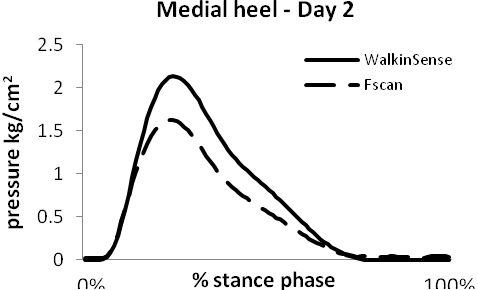 Medial heel - Day 2
WalkinSense
Fscan
pressure kg/cm²
2.5
2
1.5
1
0.5
0
0%
% stance phase
100%